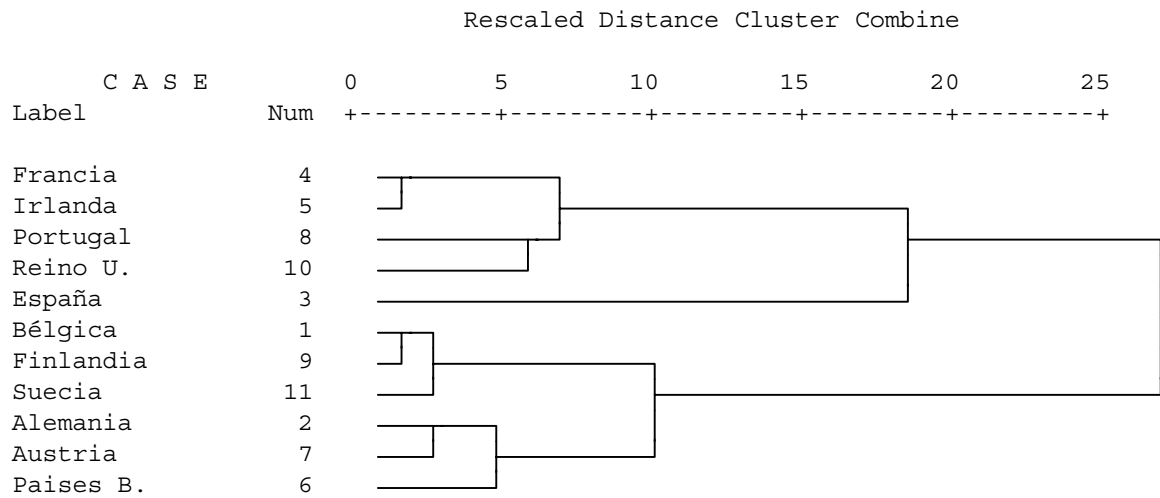 Rescaled Distance Cluster Combine
C A S E 0 5 10 15 20 25
Label Num +---------+---------+---------+---------+---------+
Francia 4
Irlanda 5
Portugal 8
Reino U. 10
España 3
Bélgica 1
Finlandia 9
Suecia 11
Alemania 2
Austria 7
Paises B. 6